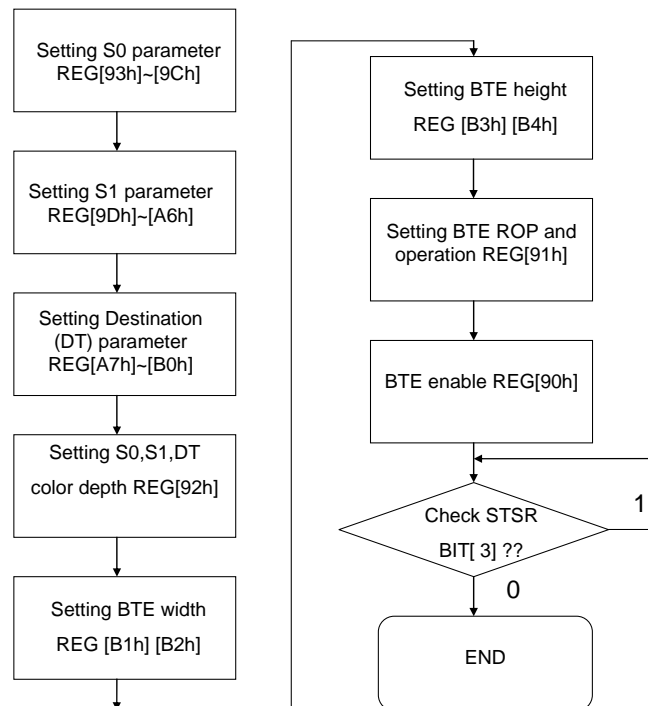 Setting S0 parameter
REG[93h]~[9Ch]
Setting S1 parameter
REG[9Dh]~[A6h]
Setting Destination
(DT) parameter
REG[A7h]~[B0h]
Setting S0,S1,DT
color depth REG[92h]
Setting BTE width
REG [B1h] [B2h]
Setting BTE height
REG [B3h] [B4h]
Setting BTE ROP and
operation REG[91h]
BTE enable REG[90h]
Check STSR
BIT[ 3] ??
1
0
END